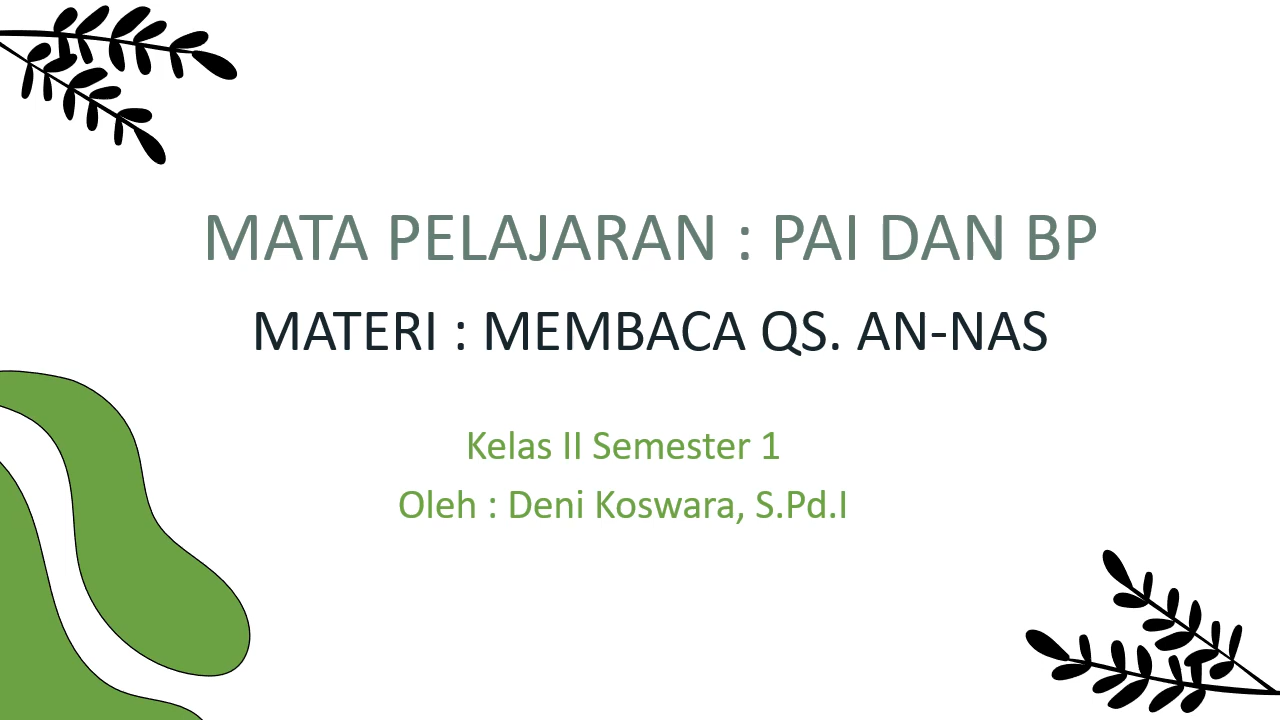 MATA PELAJARAN : PAI DAN BP
MATERI : MEMBACA QS. AN-NAS
Kelas II Semester 1
Oleh : Deni Koswara, S.Pd.I